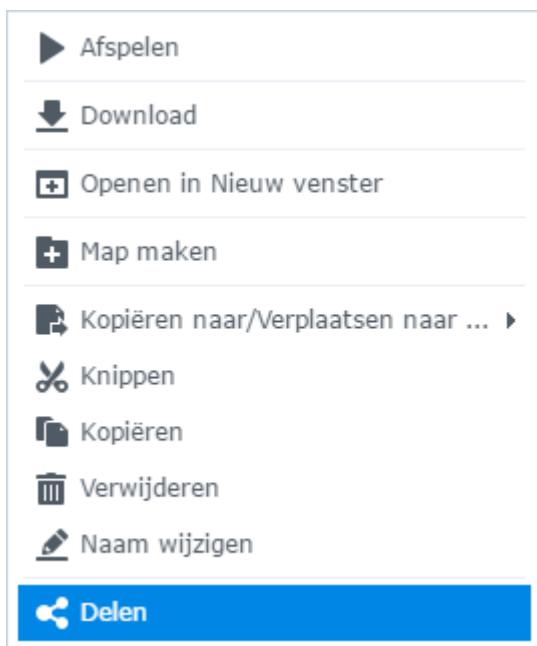 Afspelen
Download
Openen in Nieuw venster
Map maken
Kopiëren naar/Verplaatsen naar ...
Knippen
Kopiëren
Verwijderen
Naam wijzigen
Delen